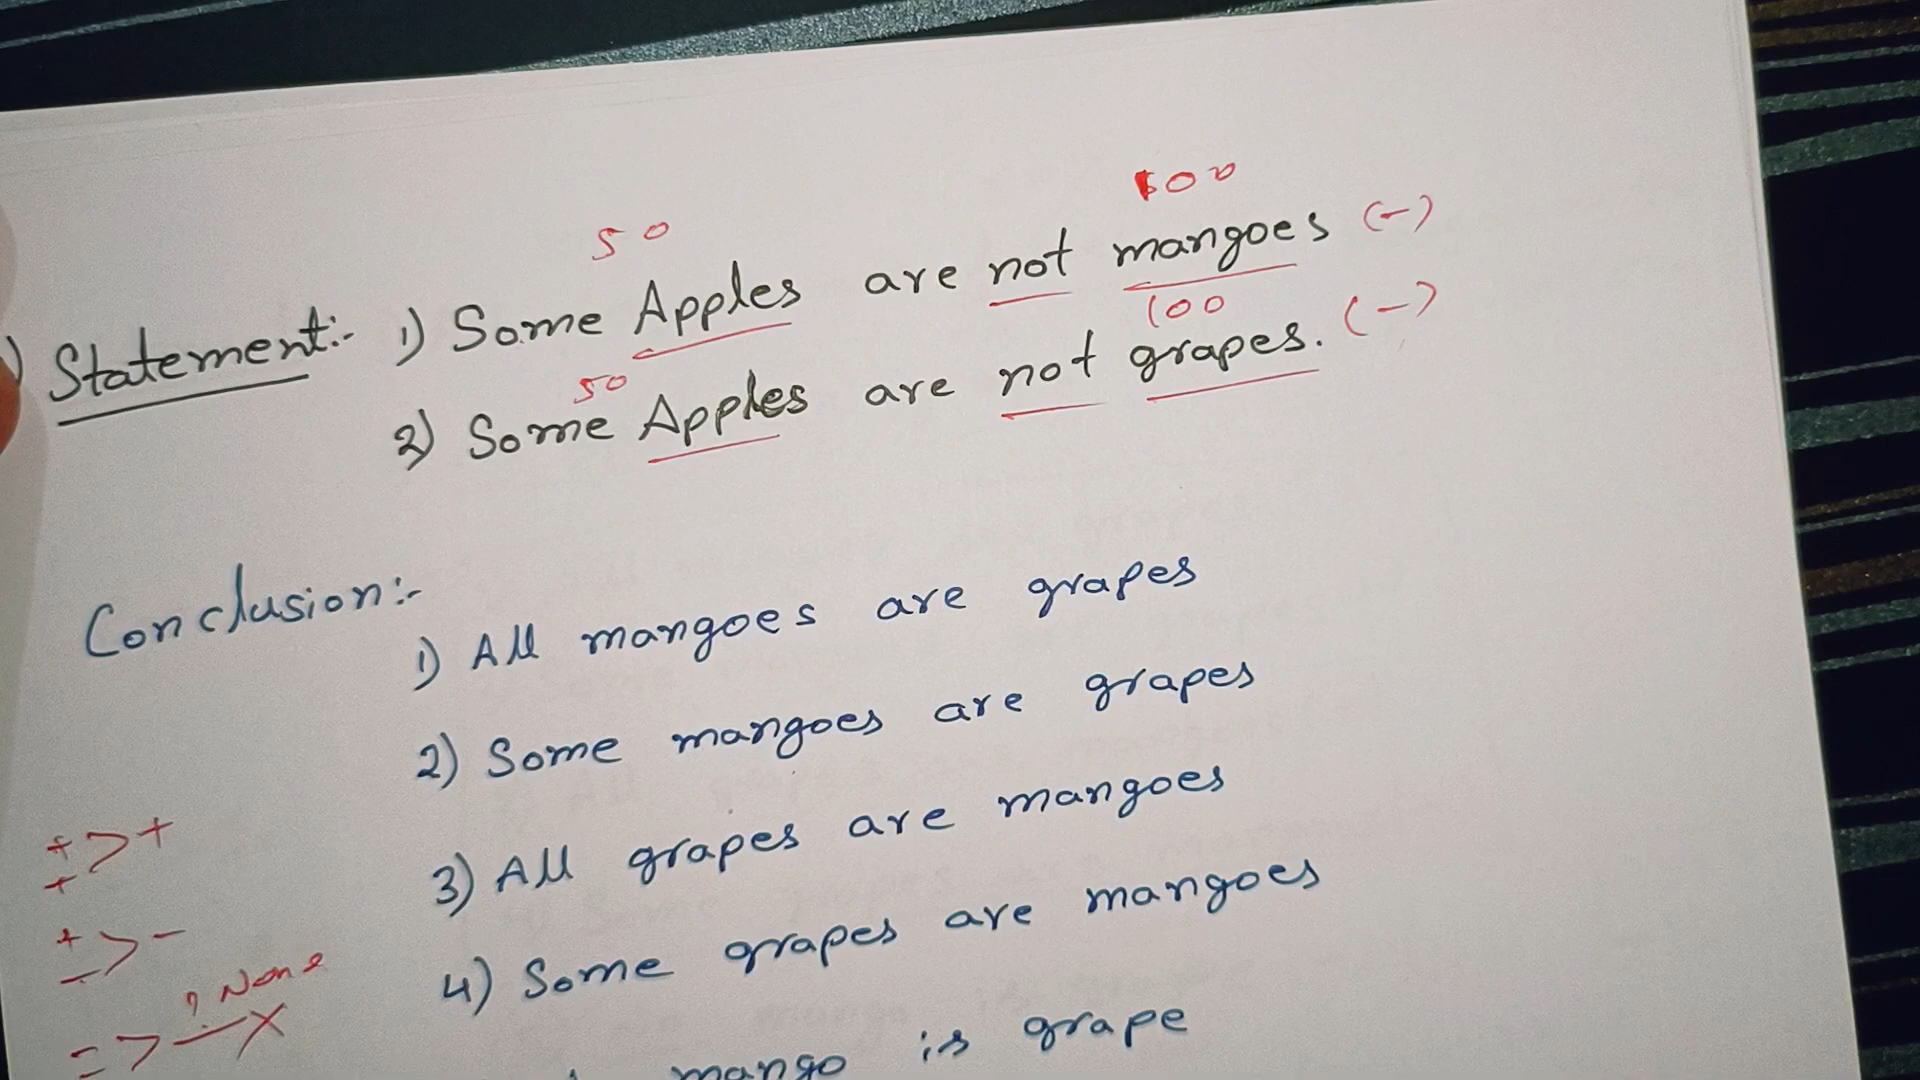 50 100
Statement:- 1) Some Apples are not mangoes (-)
50 100
2) Some Apples are not grapes. (-)
Conclusion:-
1) All mangoes are grapes
2) Some mangoes are grapes
3) All grapes are mangoes
4) Some grapes are mangoes
mango is grape
+ + > +
+ - > -
- - > - X , None